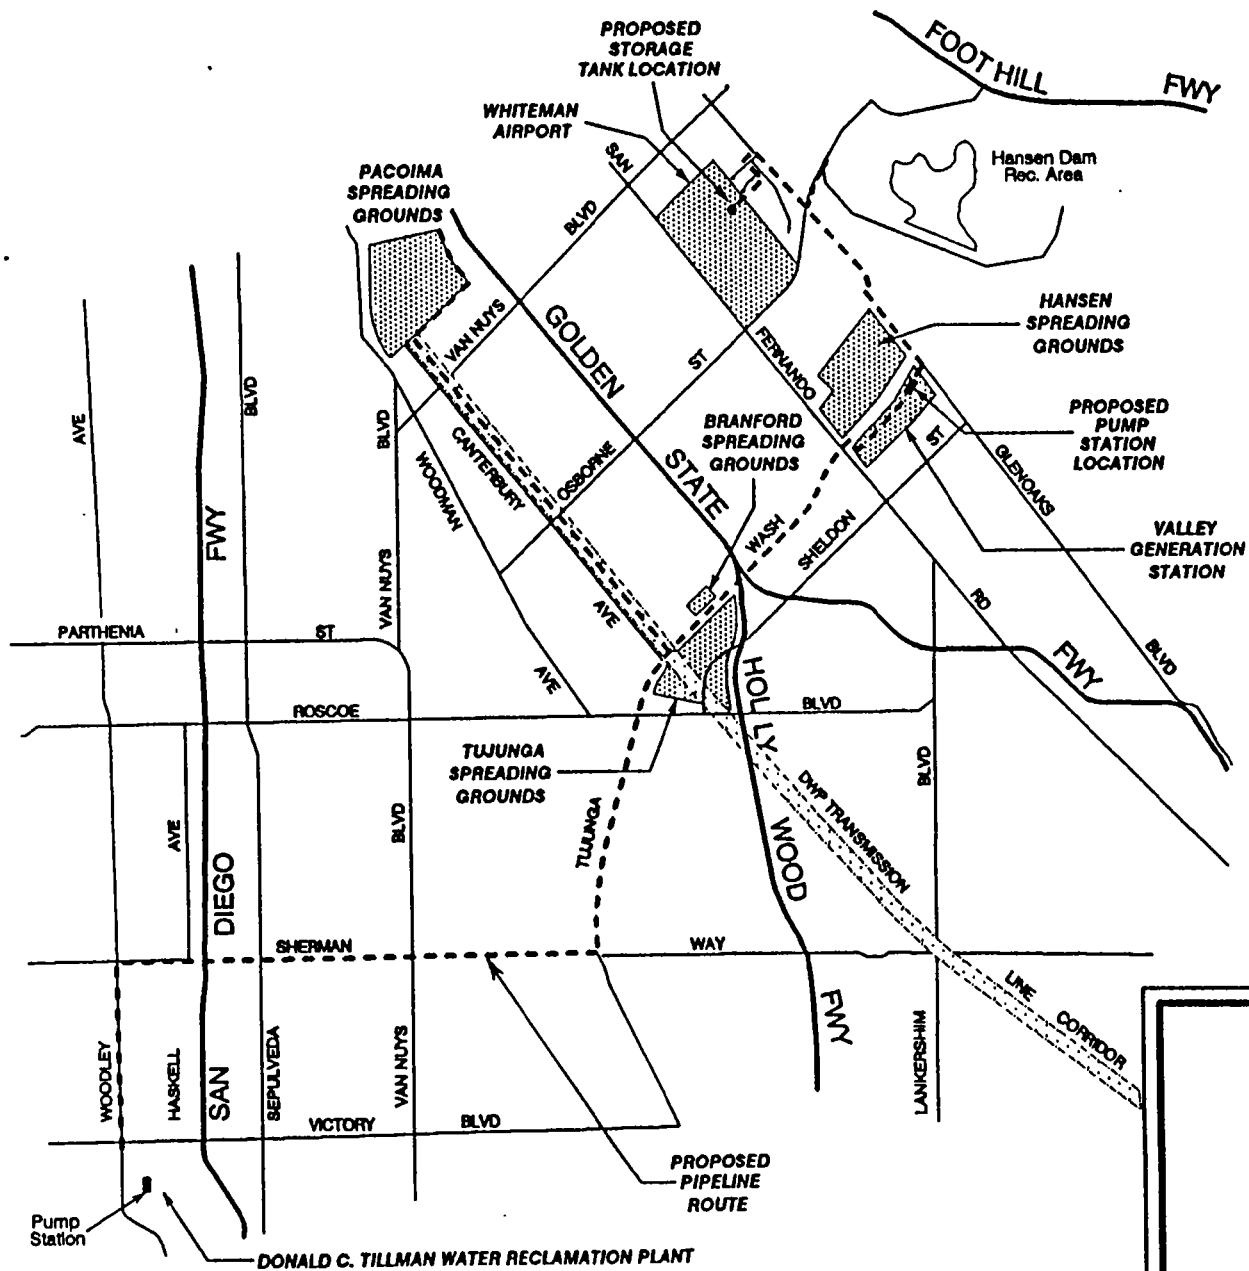 PROPOSED
STORAGE
TANK LOCATION
FOOT HILL
FWY
WHITEMAN
AIRPORT
SAN
Hansen Dam
Rec. Area
PACOIMA
SPREADING
GROUNDS
BLVD
HANSEN
SPREADING
GROUNDS
VAN NUYS
GOLDEN
ST
FERNANDO
BLVD
AVE
BLVD
BRANFORD
SPREADING
GROUNDS
PROPOSED
PUMP
STATION
LOCATION
WOODMAN
CANTERBURY
OSBORNE
STATE
ST
GLENOAKS
FWY
WASH
SHELDON
VALLEY
GENERATION
STATION
VAN NUYS
AVE
RD
PARTHENIA
ST
AVE
HOLLY
FWY
BLVD
ROSCOE
BLVD
TUJUNGA
SPREADING
GROUNDS
BLVD
AVE
BLVD
TUJUNGA
DWP TRANSMISSION
WOOD
DIEGO
SHERMAN
WAY
LINE
CORRIDOR
FWY
WOODLEY
HASKELL
SAN
SEPULVEDA
VAN NUYS
LANKERSHIM
VICTORY
BLVD
PROPOSED
PIPELINE
ROUTE
Pump
Station
DONALD C. TILLMAN WATER RECLAMATION PLANT